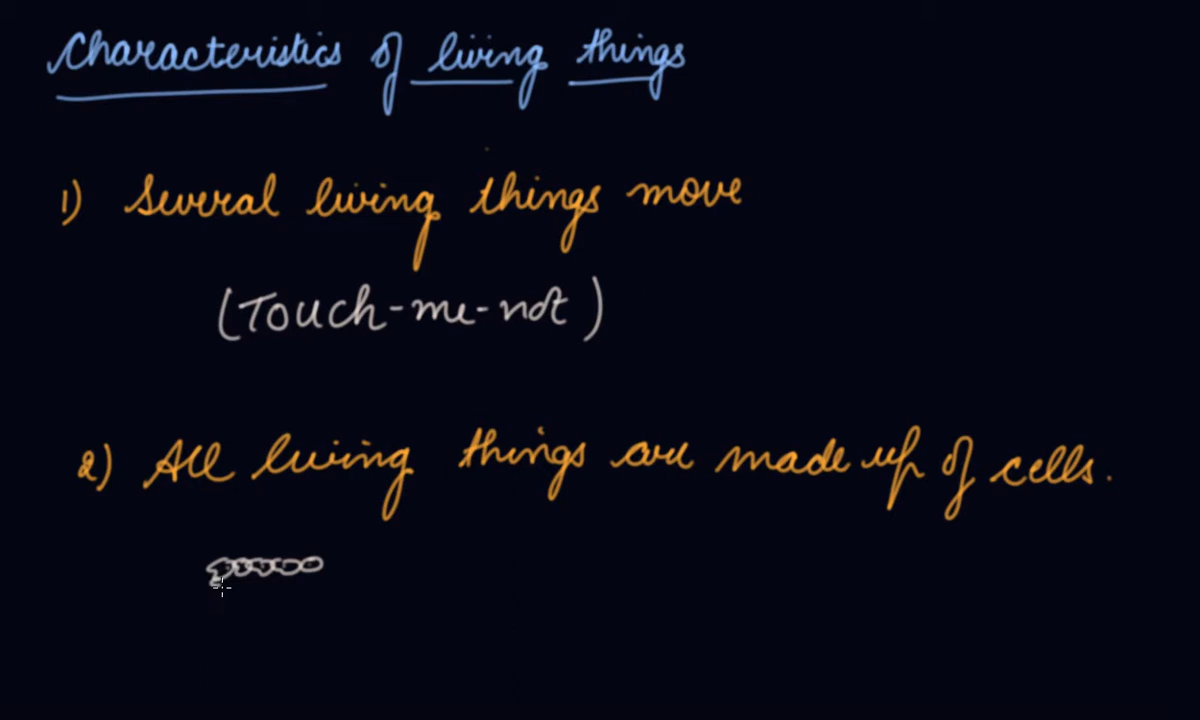 Characteristics of living things
1) Several living things move
(Touch-me-not)
2) All living things are made up of cells.